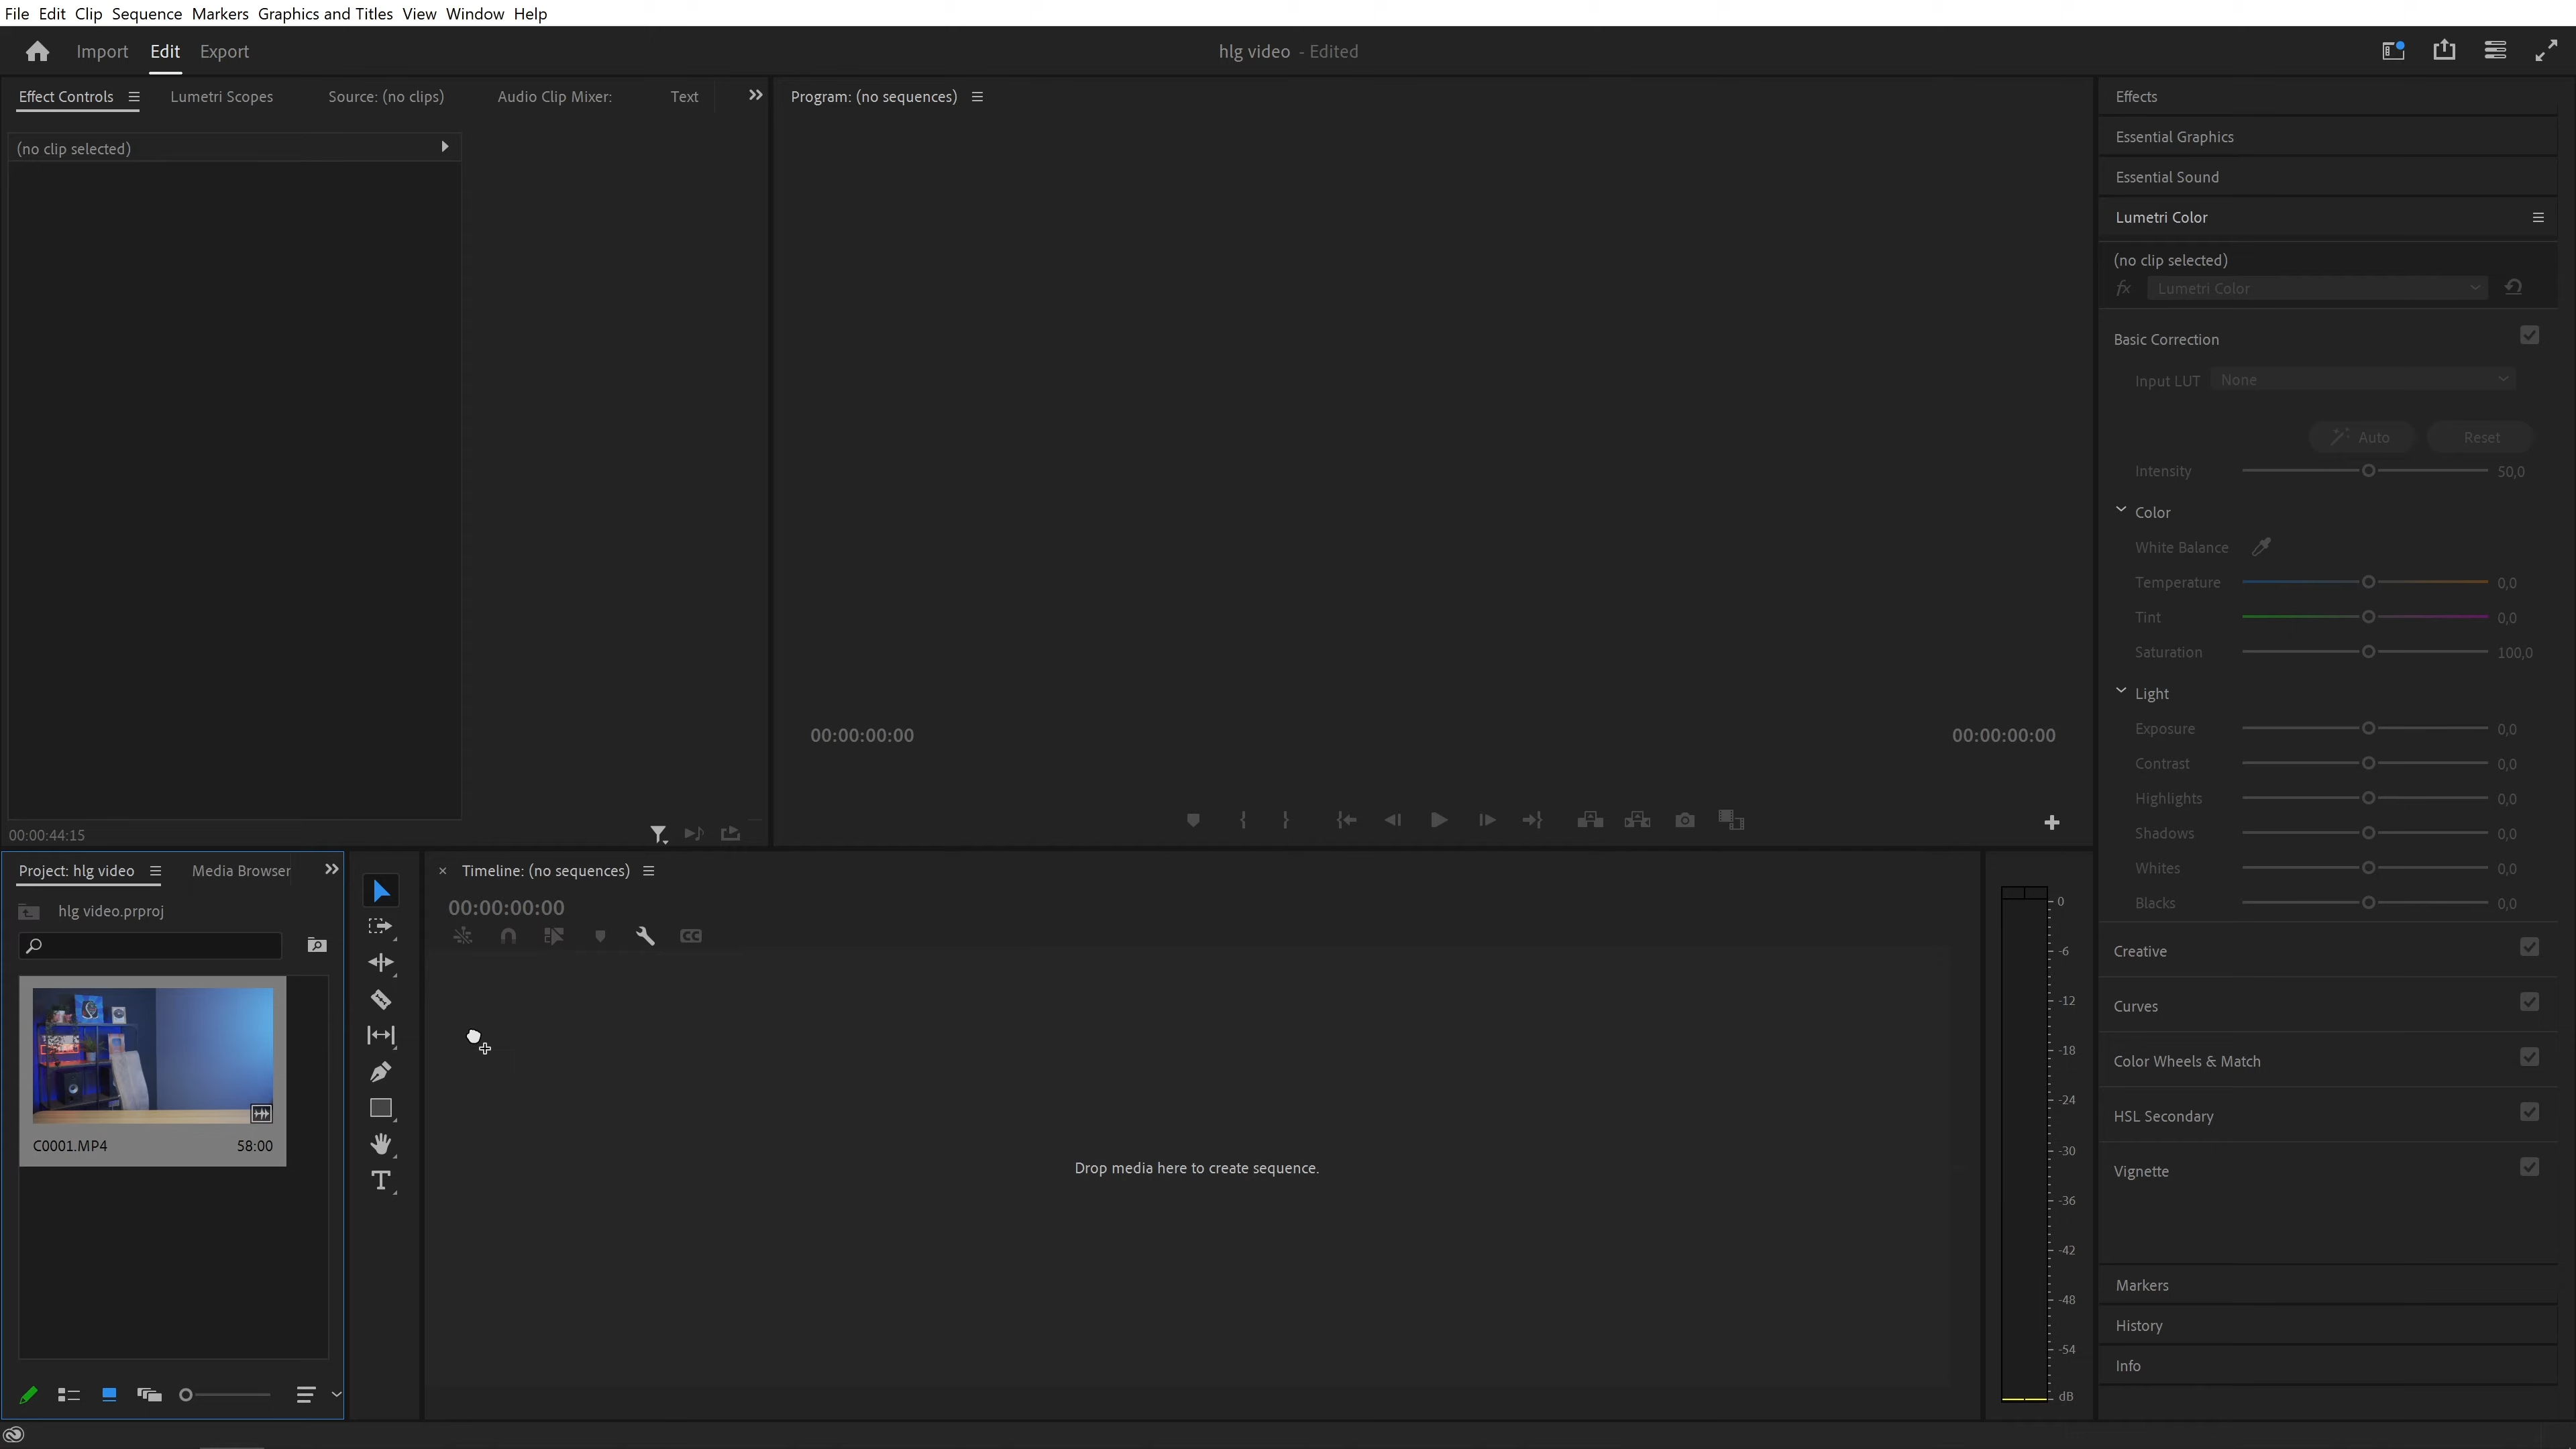 File Edit Clip Sequence Markers Graphics and Titles View Window Help
Import Edit Export
hlg video - Edited
Effect Controls Lumetri Scopes Source: (no clips) Audio Clip Mixer: Text
(no clip selected)
00:00:44:15
Program: (no sequences)
00:00:00:00 00:00:00:00
Effects
Essential Graphics
Essential Sound
Lumetri Color
(no clip selected)
fx Lumetri Color
Basic Correction
Input LUT None
Auto Reset
Intensity 50,0
Color
White Balance
Temperature 0,0
Tint 0,0
Saturation 100,0
Light
Exposure 0,0
Contrast 0,0
Highlights 0,0
Shadows 0,0
Whites 0,0
Blacks 0,0
Creative
Curves
Color Wheels & Match
HSL Secondary
Vignette
Markers
History
Info
Project: hlg video Media Browser
hlg video.prproj
C0001.MP4 58:00
T
Timeline: (no sequences)
00:00:00:00
CC
Drop media here to create sequence.
0
-6
-12
-18
-24
-30
-36
-42
-48
-54
dB